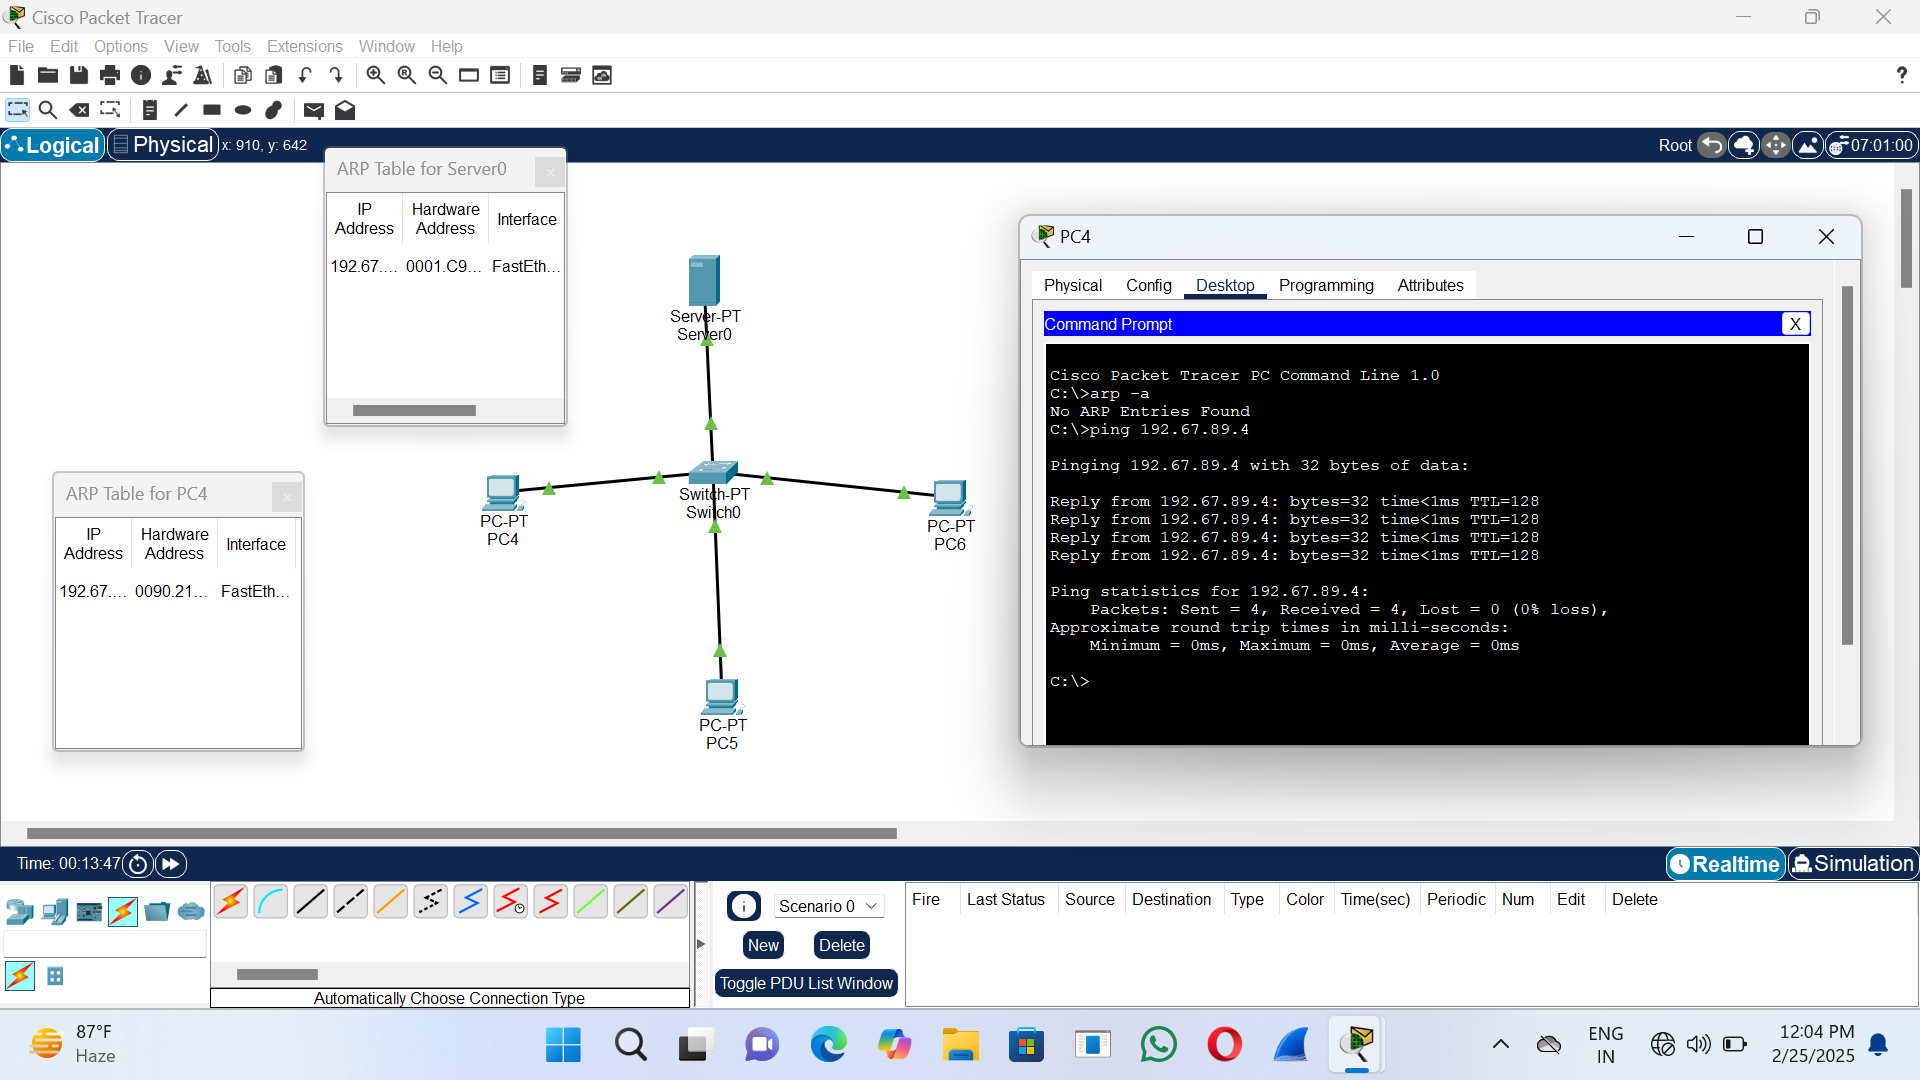 Cisco Packet Tracer
File Edit Options View Tools Extensions Window Help
?
Logical Physical x: 910, y: 642
Root 07:01:00
ARP Table for Server0
IP Address Hardware Address Interface
192.67.... 0001.C9... FastEth...
Server-PT
Server0
ARP Table for PC4
IP Address Hardware Address Interface
192.67.... 0090.21... FastEth...
PC-PT
PC4
Switch-PT
Switch0
PC-PT
PC6
PC-PT
PC5
PC4
Physical Config Desktop Programming Attributes
Command Prompt X
Cisco Packet Tracer PC Command Line 1.0
C:\>arp -a
No ARP Entries Found
C:\>ping 192.67.89.4
Pinging 192.67.89.4 with 32 bytes of data:
Reply from 192.67.89.4: bytes=32 time<1ms TTL=128
Reply from 192.67.89.4: bytes=32 time<1ms TTL=128
Reply from 192.67.89.4: bytes=32 time<1ms TTL=128
Reply from 192.67.89.4: bytes=32 time<1ms TTL=128
Ping statistics for 192.67.89.4:
Packets: Sent = 4, Received = 4, Lost = 0 (0% loss),
Approximate round trip times in milli-seconds:
Minimum = 0ms, Maximum = 0ms, Average = 0ms
C:\>
Time: 00:13:47
Realtime Simulation
Automatically Choose Connection Type
Scenario 0
New Delete
Toggle PDU List Window
Fire Last Status Source Destination Type Color Time(sec) Periodic Num Edit Delete
87°F
Haze
ENG
IN
12:04 PM
2/25/2025